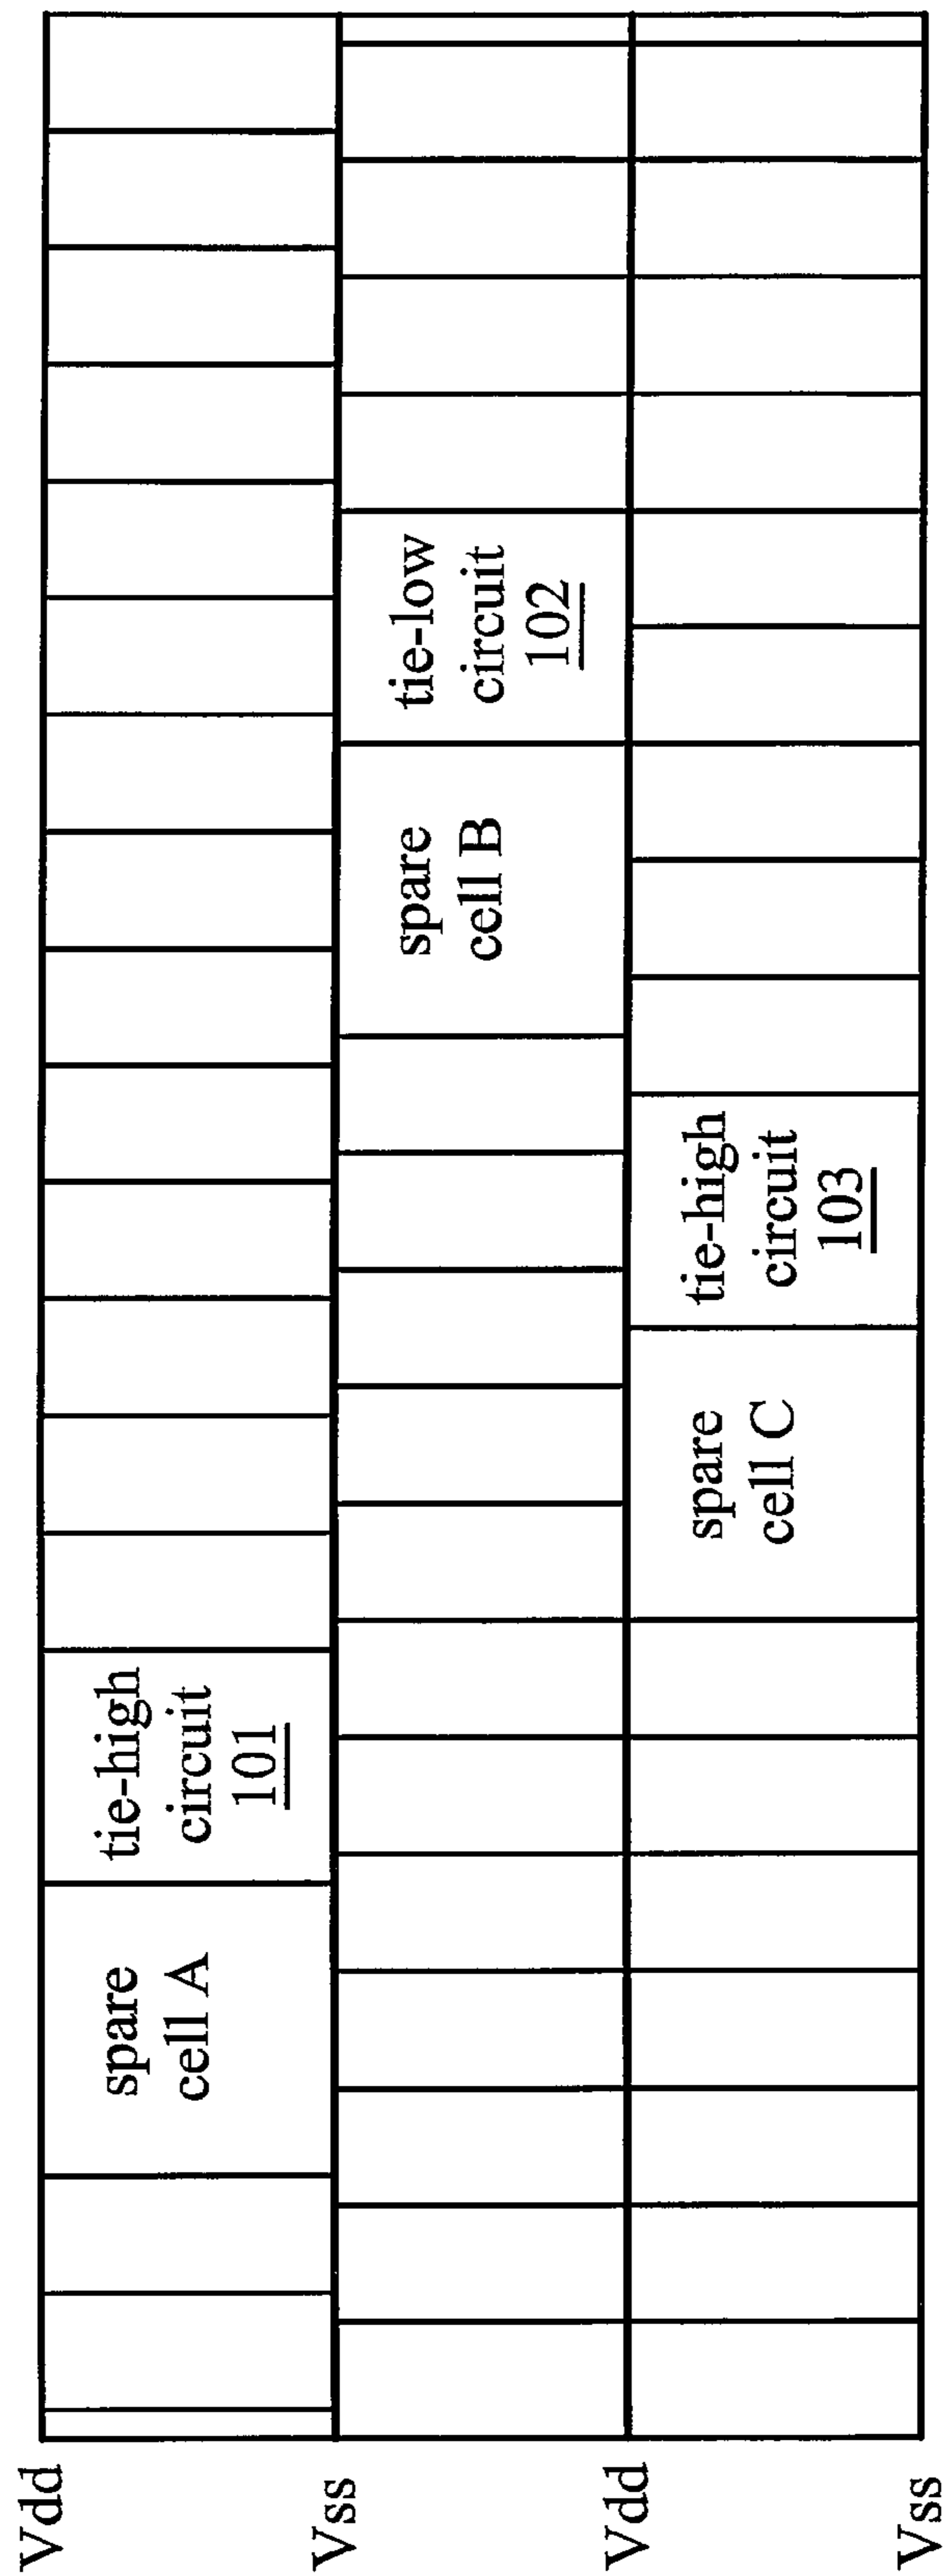 Vdd
spare
cell A
tie-high
circuit
101
Vss
spare
cell B
tie-low
circuit
102
Vdd
spare
cell C
tie-high
circuit
103
Vss